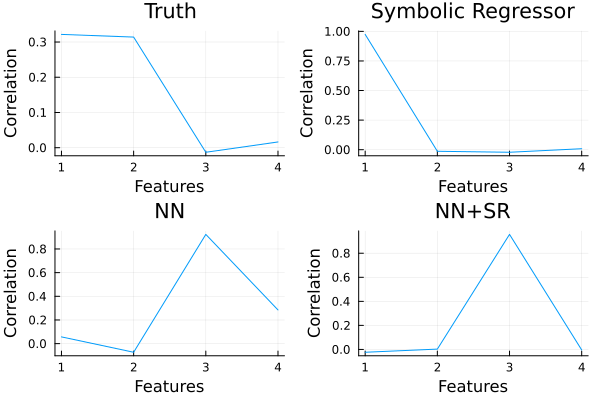 Truth
Correlation
0.3
0.2
0.1
0.0
1 2 3 4
Features
Symbolic Regressor
Correlation
1.00
0.75
0.50
0.25
0.00
1 2 3 4
Features
NN
Correlation
0.8
0.6
0.4
0.2
0.0
1 2 3 4
Features
NN+SR
Correlation
0.8
0.6
0.4
0.2
0.0
1 2 3 4
Features